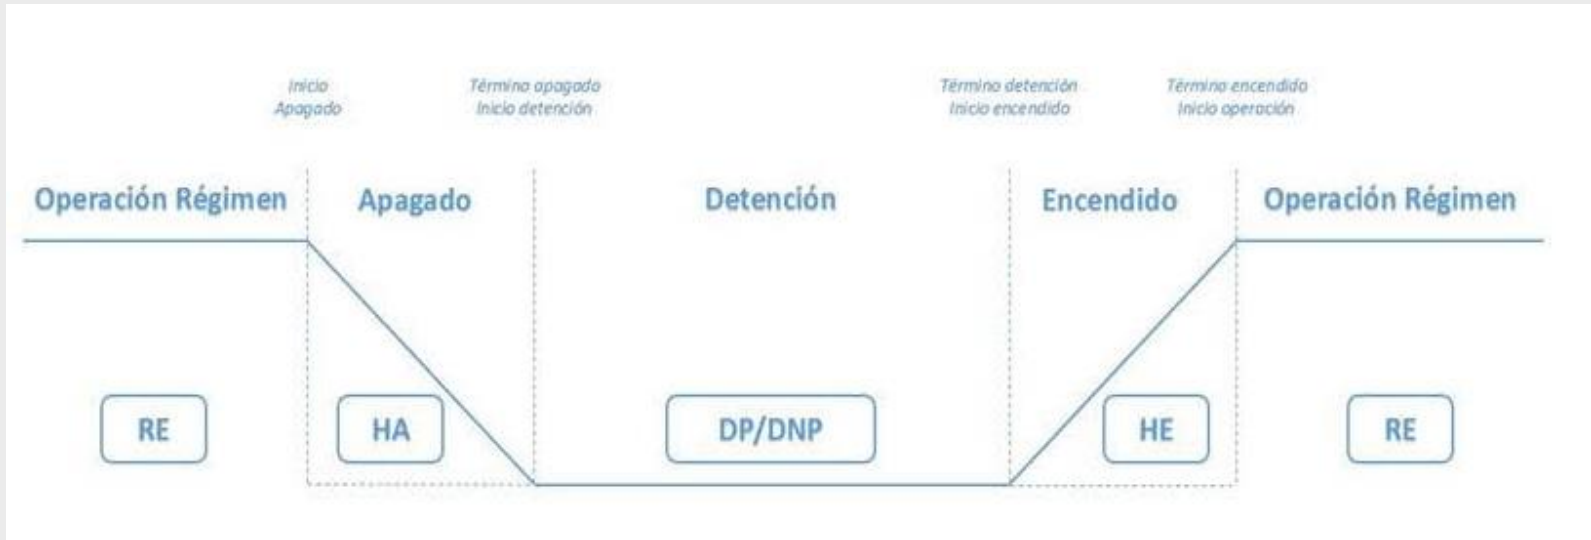 Inicio
Apagado
Término apagado
Inicio detención
Término detención
Inicio encendido
Término encendido
Inicio operación
Operación Régimen
Apagado
Detención
Encendido
Operación Régimen
RE
HA
DP/DNP
HE
RE